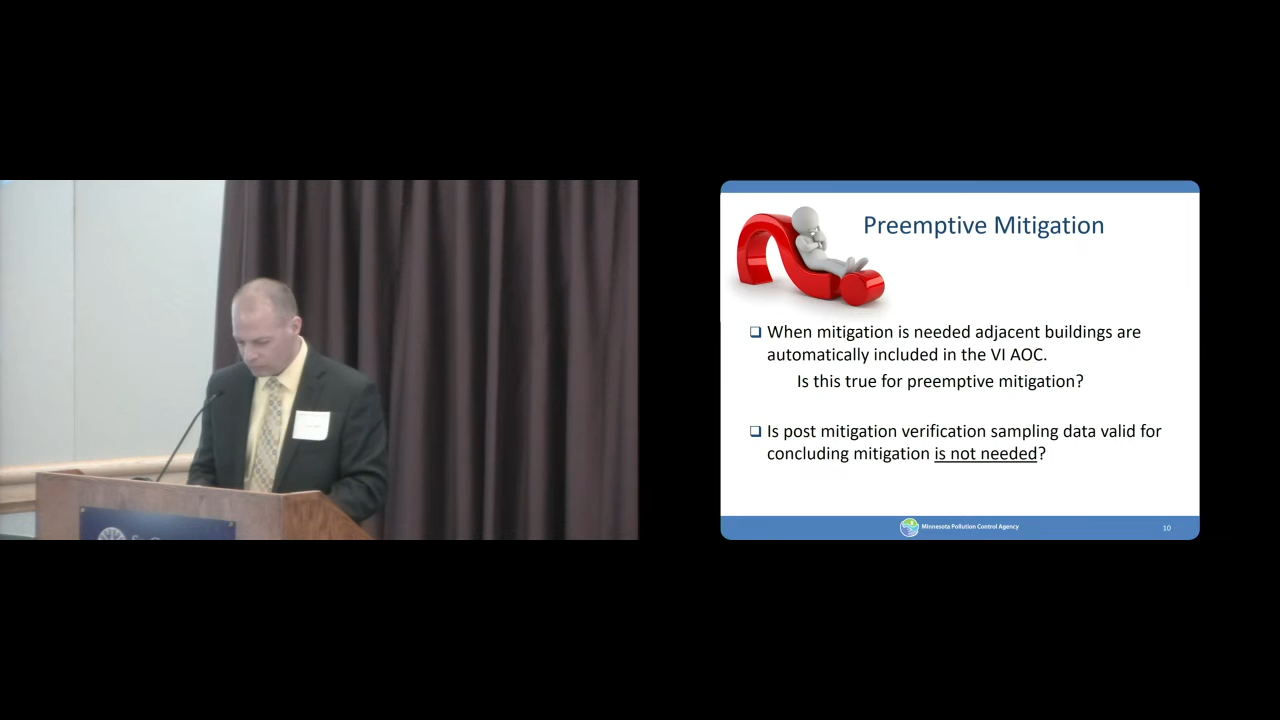 Preemptive Mitigation
When mitigation is needed adjacent buildings are
automatically included in the VI AOC.
Is this true for preemptive mitigation?
Is post mitigation verification sampling data valid for
concluding mitigation is not needed?
Minnesota Pollution Control Agency
10